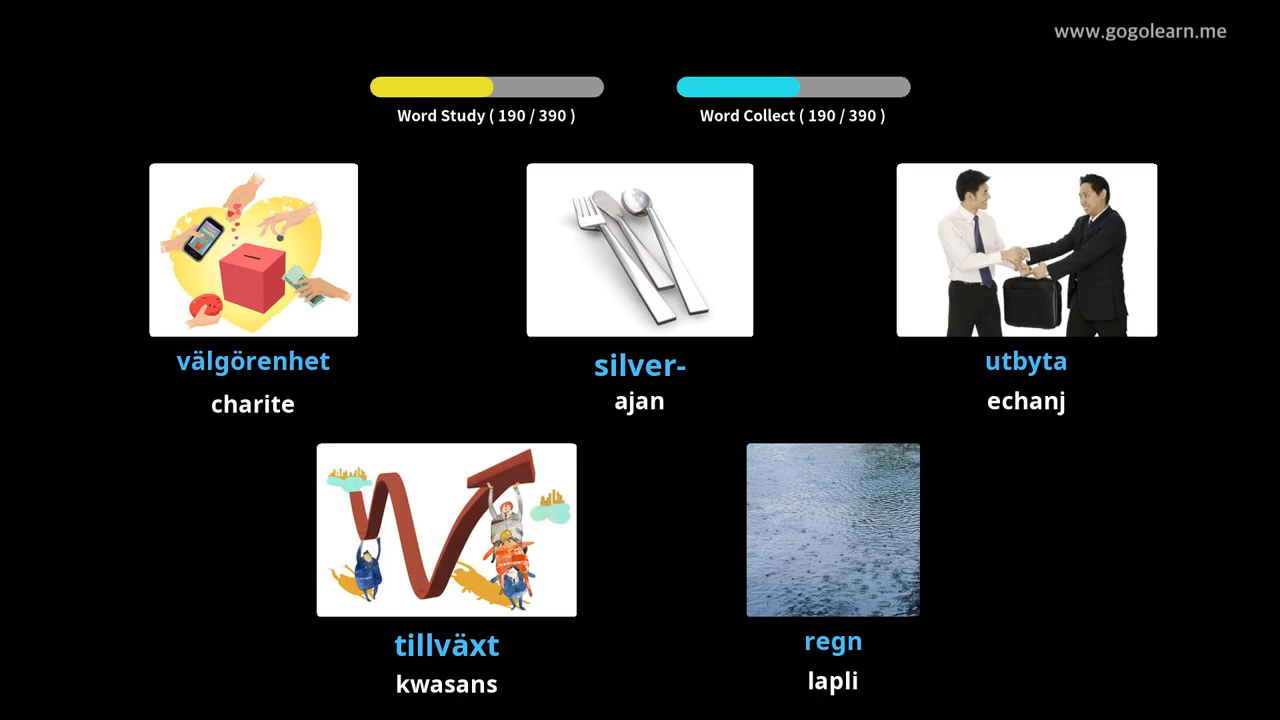 www.gogolearn.me
Word Study ( 190 / 390 )
Word Collect ( 190 / 390 )
välgörenhet
charite
silver-
ajan
utbyta
echanj
tillväxt
kwasans
regn
lapli